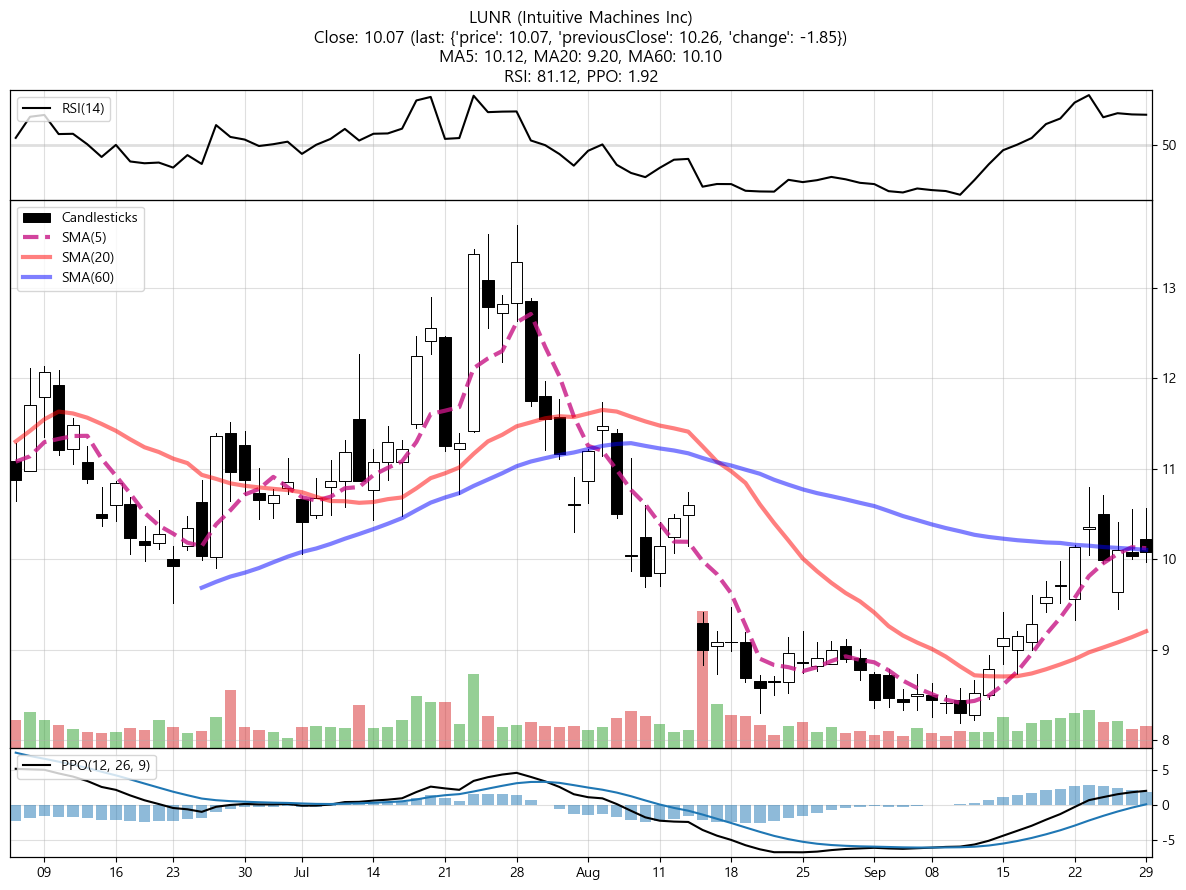 LUNR (Intuitive Machines Inc)
Close: 10.07 (last: {'price': 10.07, 'previousClose': 10.26, 'change': -1.85})
MA5: 10.12, MA20: 9.20, MA60: 10.10
RSI: 81.12, PPO: 1.92
RSI(14)
50
Candlesticks
SMA(5)
SMA(20)
SMA(60)
13
12
11
10
9
8
PPO(12, 26, 9)
5
0
-5
09 16 23 30 Jul 14 21 28 Aug 11 18 25 Sep 08 15 22 29